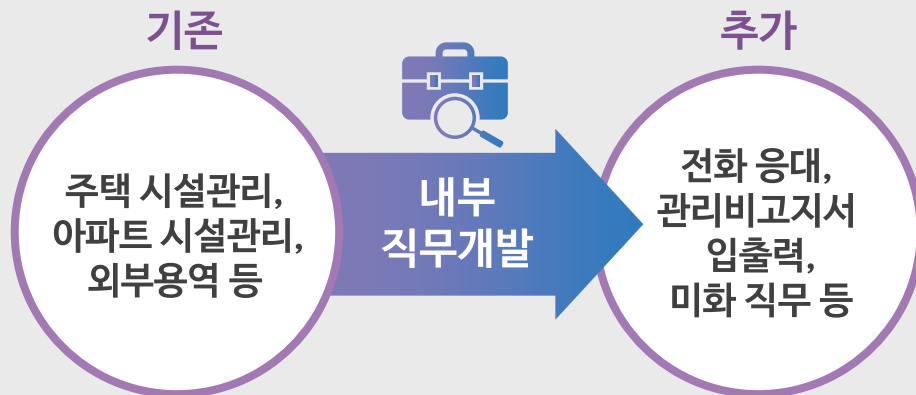 기존
주택 시설관리,
아파트 시설관리,
외부용역 등
내부
직무개발
추가
전화 응대,
관리비고지서
입출력,
미화 직무 등